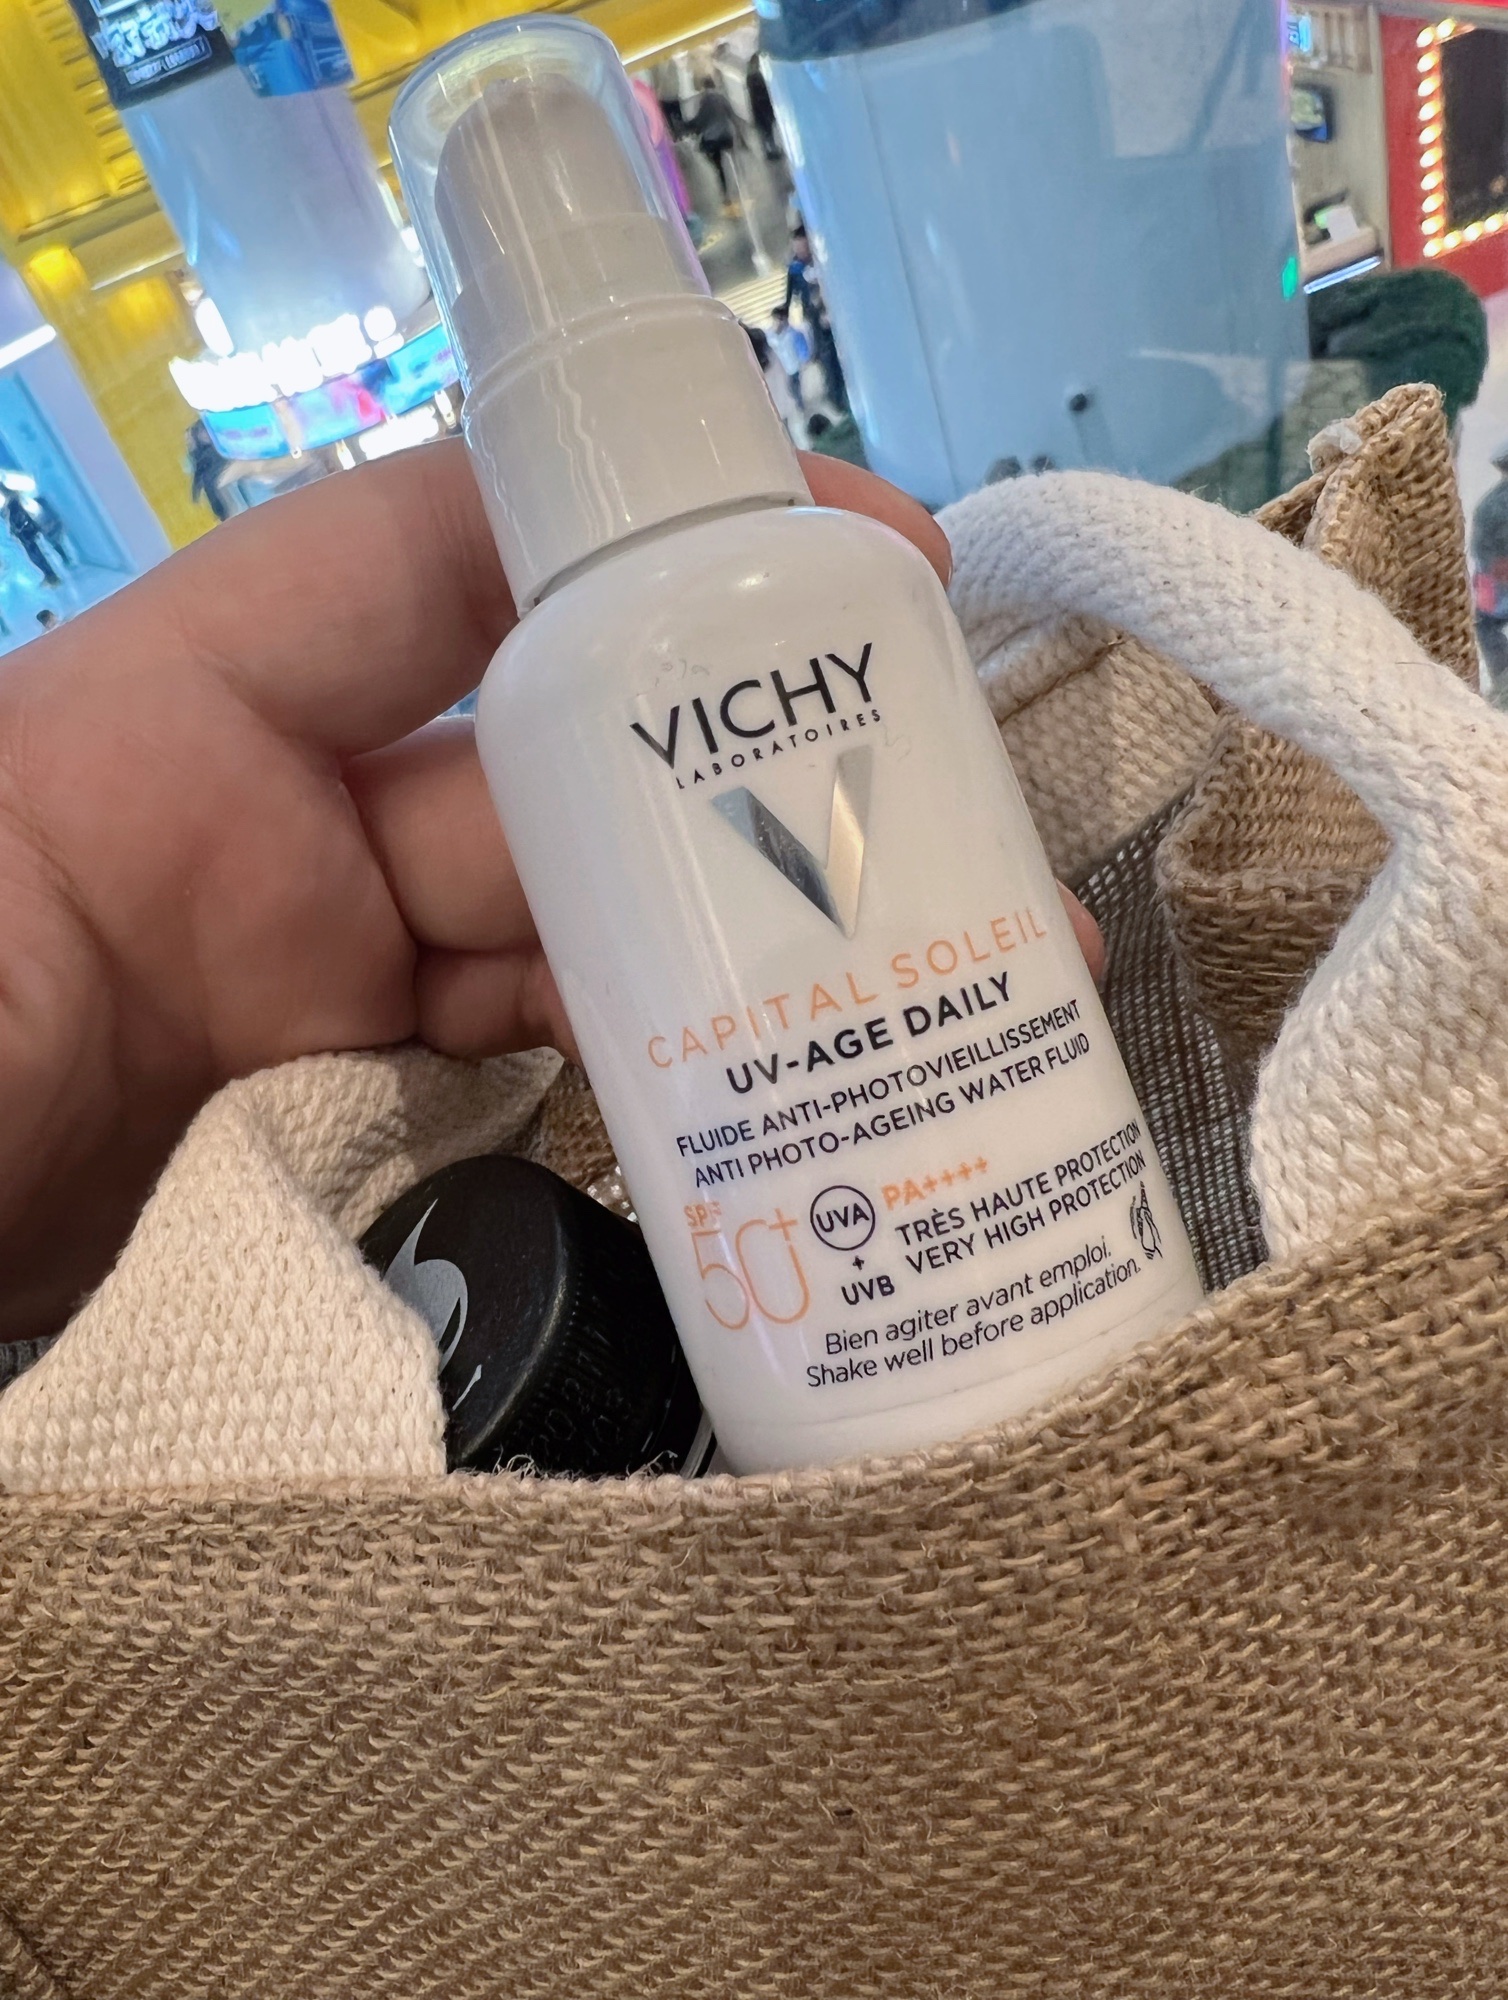 VICHY
LABORATOIRES
CAPITAL SOLEIL
UV-AGE DAILY
FLUIDE ANTI-PHOTOVIEILLISSEMENT
ANTI PHOTO-AGEING WATER FLUID
SPF
50+
UVA
+
UVB
PA++++
TRÈS HAUTE PROTECTION
VERY HIGH PROTECTION
Bien agiter avant emploi.
Shake well before application.